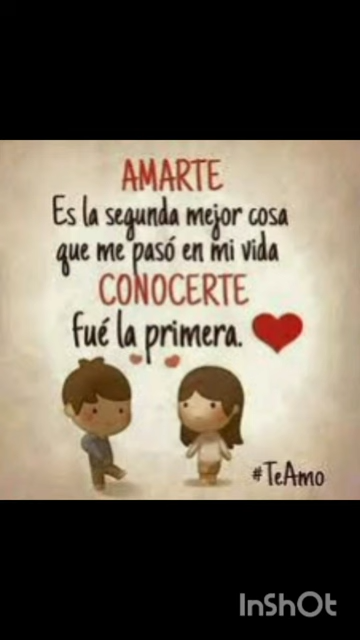 AMARTE
Es la segunda mejor cosa
que me pasó en mi vida
CONOCERTE
fué la primera.
#TeAmo
InShOt